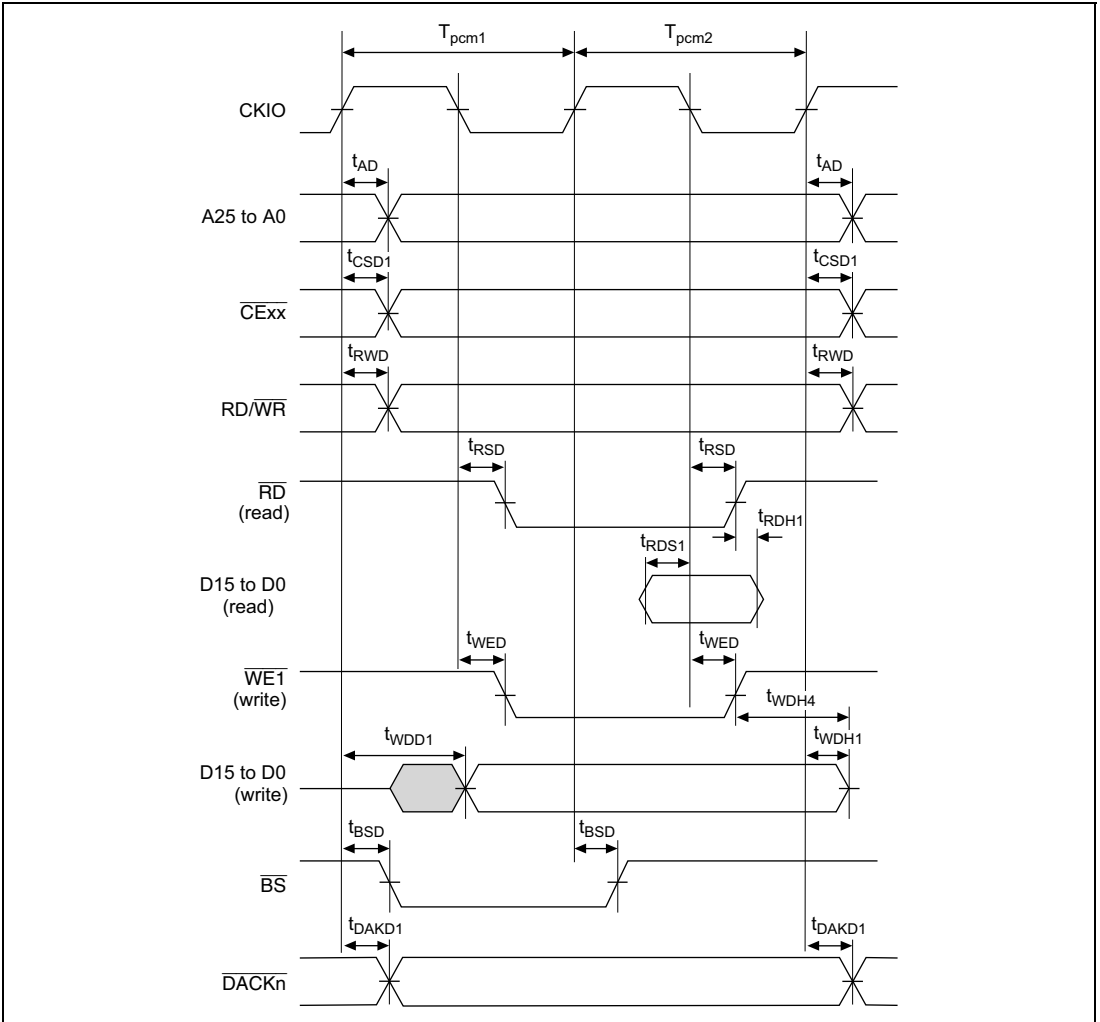 Tpcm1 Tpcm2
CKIO
tAD tAD
A25 to A0
tCSD1 tCSD1
CExx
tRWD tRWD
RD/WR
tRSD tRSD
RD
(read)
tRDH1
tRDS1
D15 to D0
(read)
tWED tWED
WE1
(write)
tWDH4
tWDD1 tWDH1
D15 to D0
(write)
tBSD tBSD
BS
tDAKD1 tDAKD1
DACKn